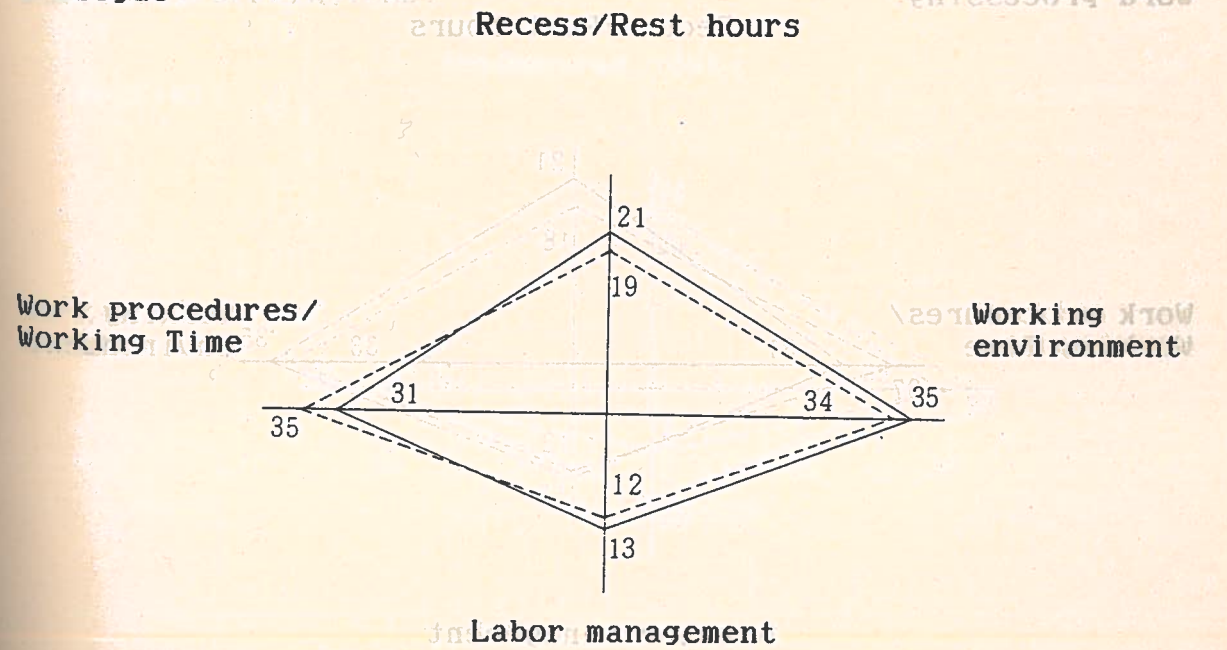 Recess/Rest hours
21
19
Work procedures/
Working Time
Working
environment
31
34
35
35
12
13
Labor management